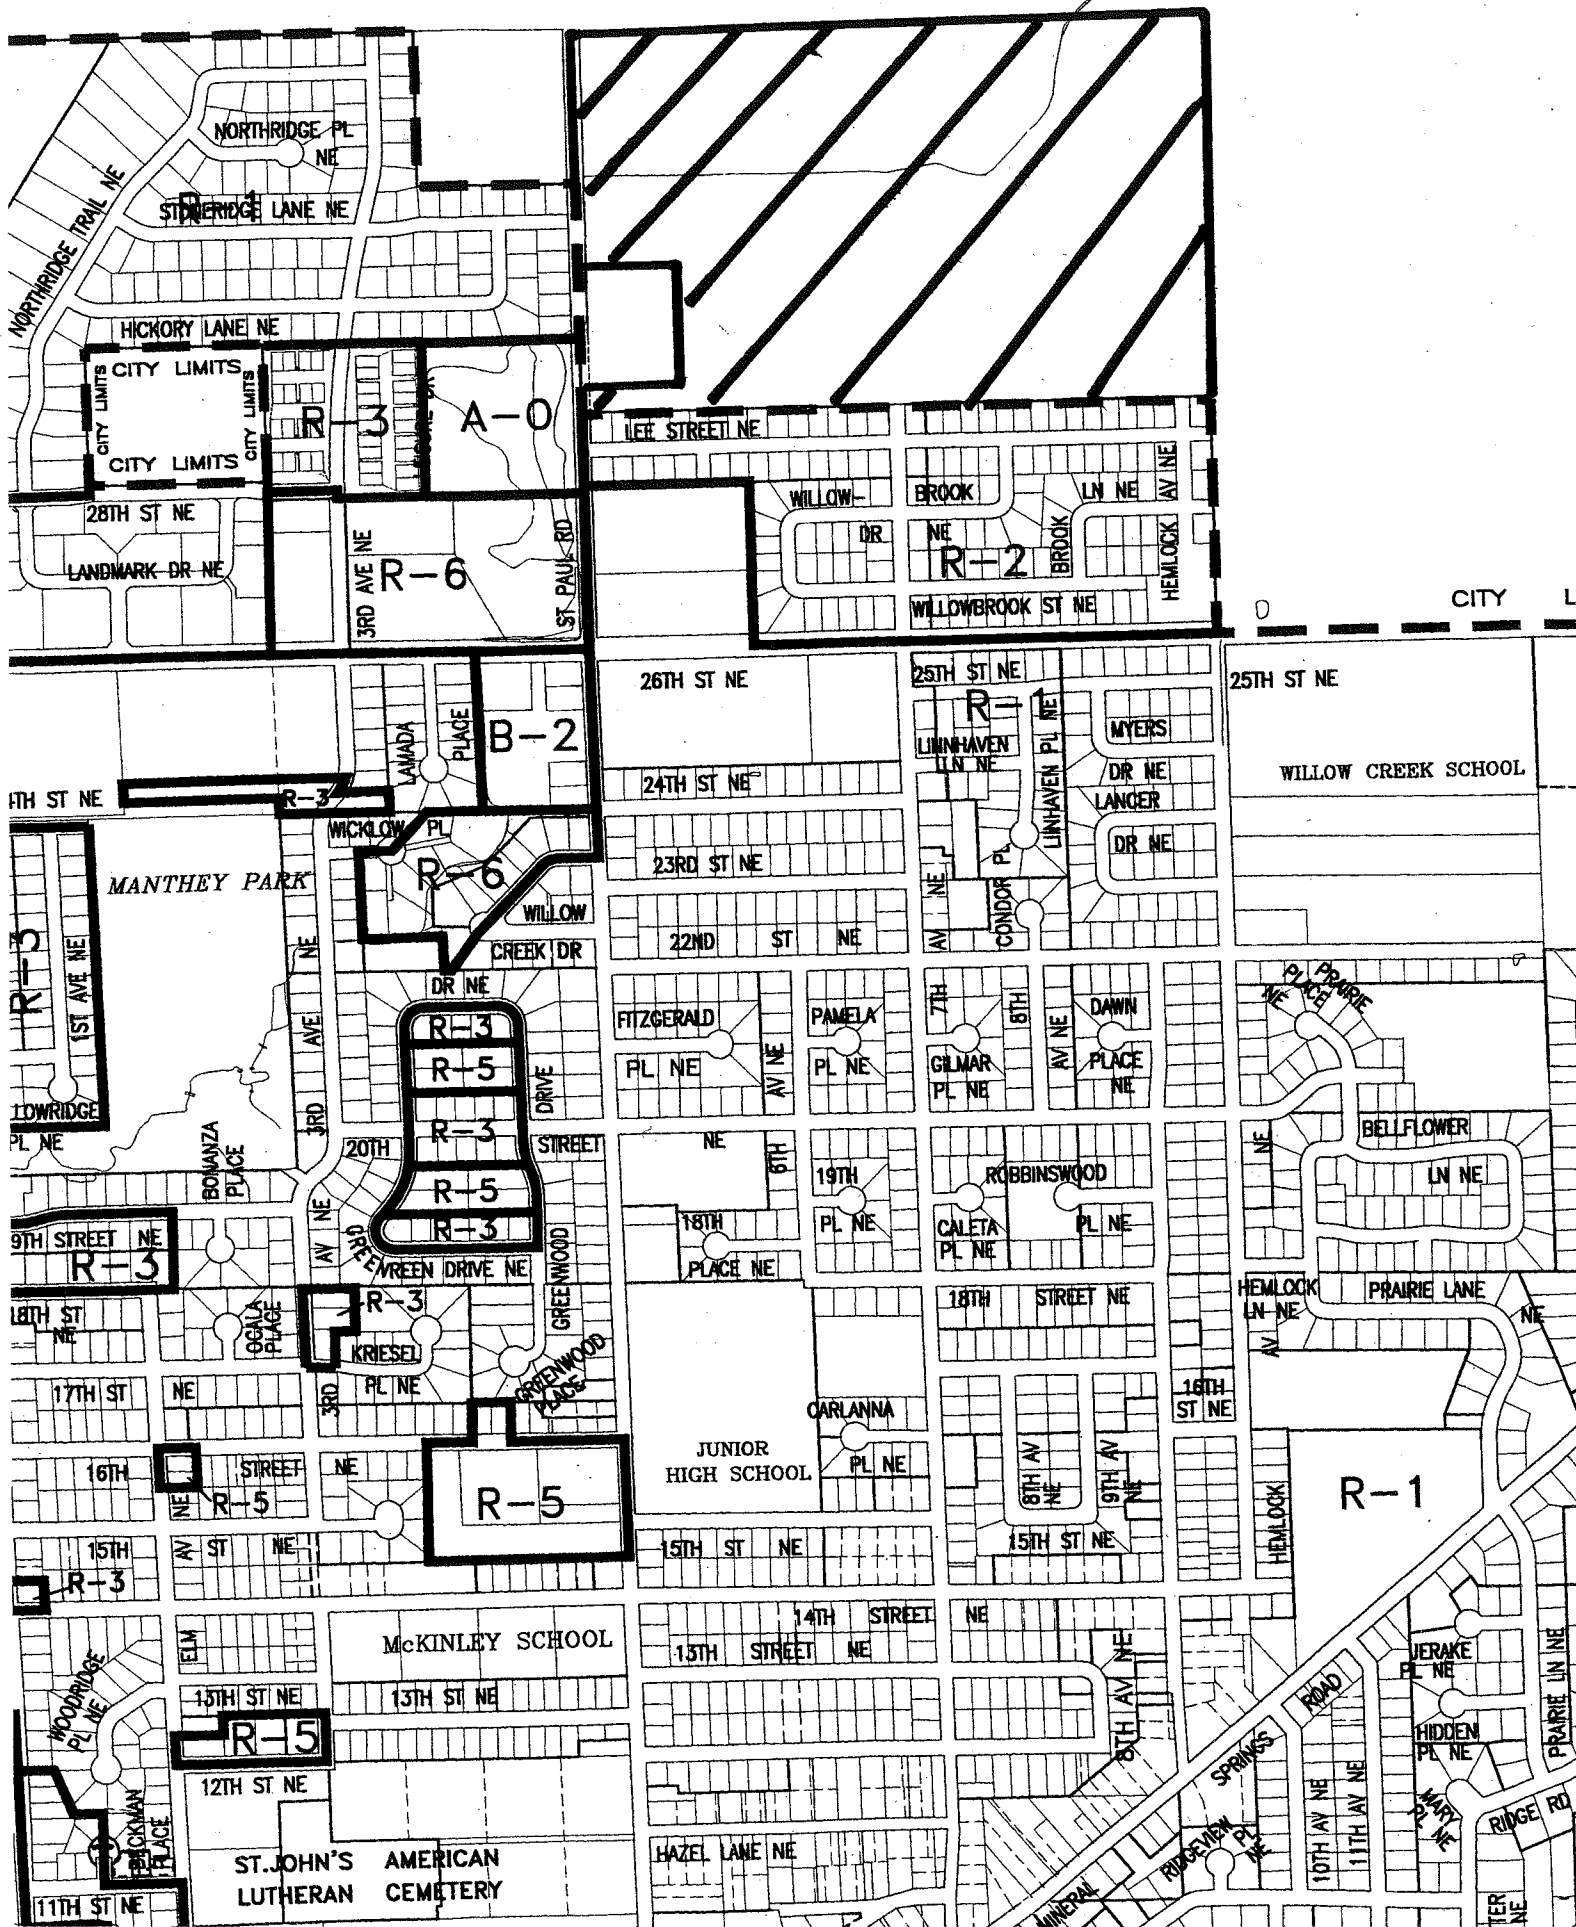 NORTHRIDGE PL
NE
NORTHRIDGE TRAIL NE
STONERIDGE LANE NE
HICKORY LANE NE
CITY LIMITS
CITY LIMITS
CITY LIMITS
CITY LIMITS
R-3
A-O
LEE STREET NE
28TH ST NE
LANDMARK DR NE
3RD AVE NE
R-6
ST PAUL RD
WILLOW-
BROOK
LN NE
AV NE
DR
NE
R-2
BROOK
HEMLOCK
WILLOWBROOK ST NE
CITY L
26TH ST NE
25TH ST NE
R-1
25TH ST NE
LAMADA
PLACE
B-2
LINNHAVEN
LN NE
LINHAVEN PL NE
MYERS
DR NE
WILLOW CREEK SCHOOL
4TH ST NE
R-3
24TH ST NE
LANCER
DR NE
WICKLOW PL
R-6
23RD ST NE
MANTHEY PARK
WILLOW
CREEK DR
DR NE
22ND ST NE
AV NE
CONDOR PL
R-3
1ST AVE NE
3RD AVE NE
R-3
R-5
R-3
R-5
R-3
DRIVE
FITZGERALD
PL NE
AV NE
PAMELA
PL NE
7TH
GILMAR
PL NE
8TH
AV NE
DAWN
PLACE
NE
PRAIRIE
PLACE
NE
LOWRIDGE
PL NE
BONANZA
PLACE
20TH
STREET
NE
6TH
19TH
PL NE
ROBBINSWOOD
PL NE
CALETA
PL NE
NE
BELLFLOWER
LN NE
9TH STREET NE
R-3
AV NE
18TH
PLACE NE
GREENWOOD
18TH ST
NE
OCALA
PLACE
R-3
KRIESEL
PL NE
3RD
GREENWOOD
PLACE
18TH STREET NE
HEMLOCK
LN NE
AV
PRAIRIE LANE
NE
17TH ST NE
16TH
ST NE
CARLANNA
PL NE
JUNIOR
HIGH SCHOOL
8TH AV
NE
9TH AV
NE
R-1
16TH STREET NE
R-5
NE
R-5
HEMLOCK
15TH
AV ST NE
15TH ST NE
15TH ST NE
R-3
14TH STREET NE
McKINLEY SCHOOL
13TH STREET NE
ELM
WOODRIDGE
PL NE
13TH ST NE
13TH ST NE
R-5
8TH AV NE
12TH ST NE
JERAKE
PL NE
HIDDEN
PL NE
PRAIRIE LN NE
MINERAL SPRINGS ROAD
10TH AV NE
11TH AV NE
MARY
PL NE
RIDGE RD
RIDGEVIEW PL
NE
HAZEL LANE NE
PLACE
ST.JOHN'S AMERICAN
LUTHERAN CEMETERY
11TH ST NE
TER
NE